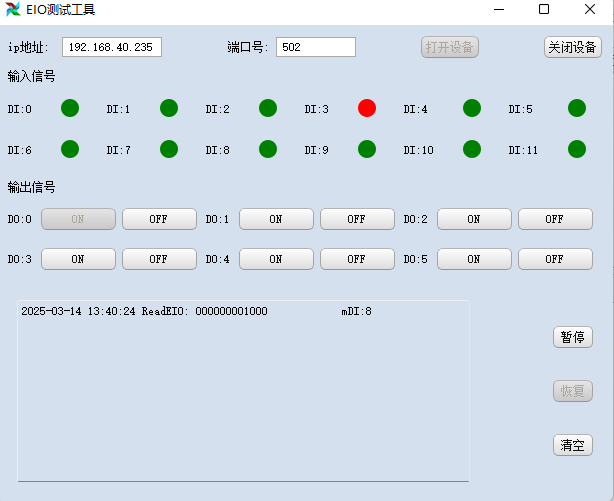 EIO测试工具
ip地址: 192.168.40.235 端口号: 502 打开设备 关闭设备
输入信号
DI:0 DI:1 DI:2 DI:3 DI:4 DI:5
DI:6 DI:7 DI:8 DI:9 DI:10 DI:11
输出信号
DO:0 ON OFF DO:1 ON OFF DO:2 ON OFF
DO:3 ON OFF DO:4 ON OFF DO:5 ON OFF
2025-03-14 13:40:24 ReadEIO: 000000001000 mDI:8
暂停
恢复
清空